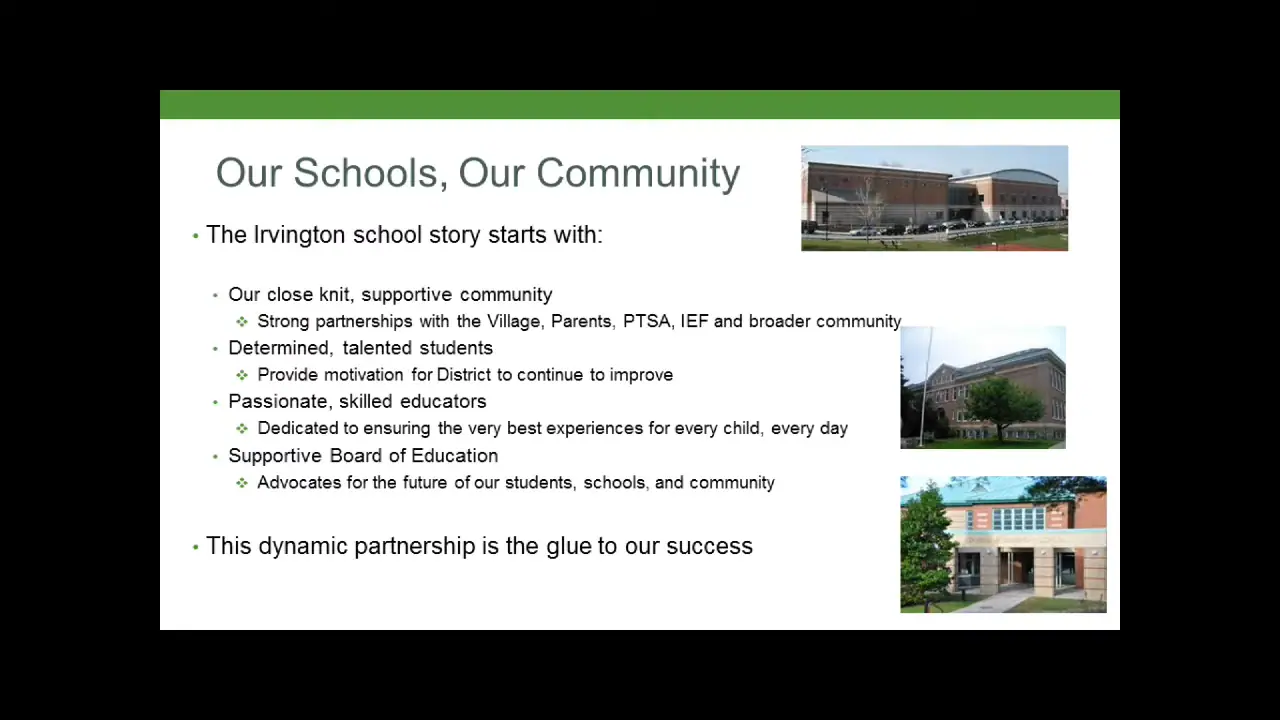 Our Schools, Our Community
• The Irvington school story starts with:
• Our close knit, supportive community
❖ Strong partnerships with the Village, Parents, PTSA, IEF and broader community
• Determined, talented students
❖ Provide motivation for District to continue to improve
• Passionate, skilled educators
❖ Dedicated to ensuring the very best experiences for every child, every day
• Supportive Board of Education
❖ Advocates for the future of our students, schools, and community
• This dynamic partnership is the glue to our success